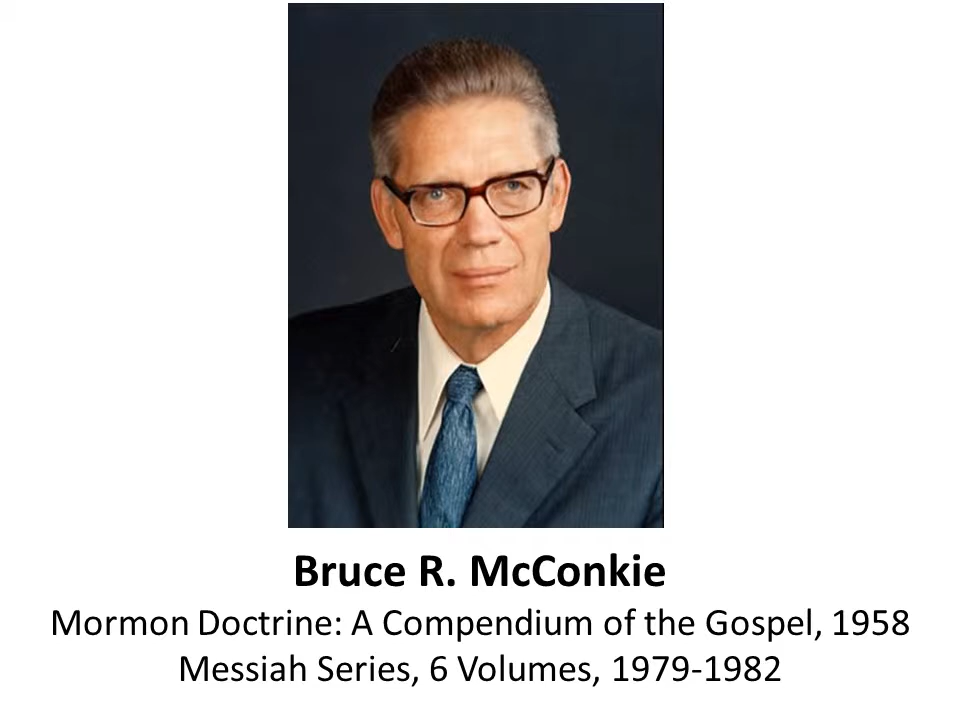 Bruce R. McConkie
Mormon Doctrine: A Compendium of the Gospel, 1958
Messiah Series, 6 Volumes, 1979-1982